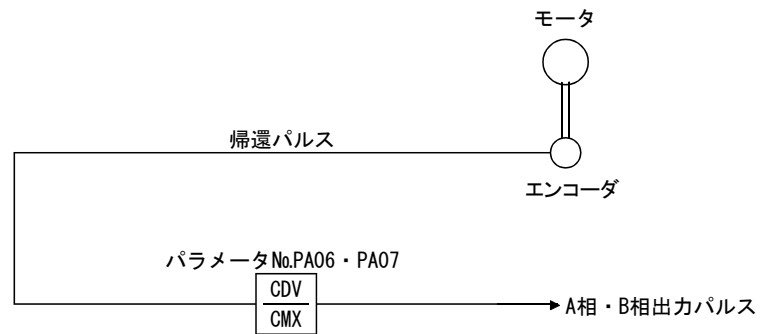 モータ
帰還パルス
エンコーダ
パラメータNo.PA06・PA07
CDV
CMX
A相・B相出力パルス